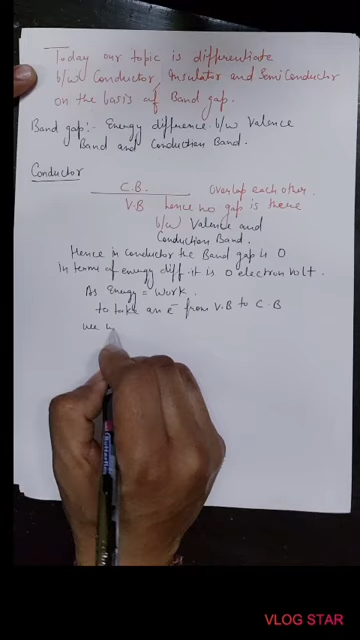 Today our topic is differentiate
b/w Conductor, Insulator and Semiconductor
on the basis of Band gap.
Band gap:- Energy difference b/w Valence
Band and Conduction Band.
Conductor
C.B. Overlap each other.
V.B hence no gap is there
b/w Valence and
Conduction Band.
Hence in conductor the Band gap is 0
In terms of energy diff. it is 0 electron volt.
As Energy = work.
to take an e⁻ from V.B to C.B
we
VLOG STAR